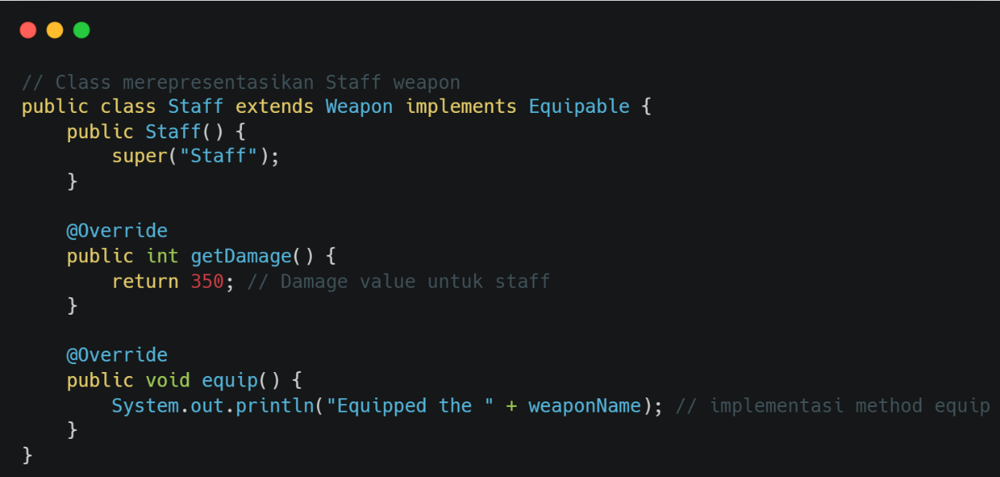 // Class merepresentasikan Staff weapon
public class Staff extends Weapon implements Equipable {
    public Staff() {
        super("Staff");
    }

    @Override
    public int getDamage() {
        return 350; // Damage value untuk staff
    }

    @Override
    public void equip() {
        System.out.println("Equipped the " + weaponName); // implementasi method equip
    }
}